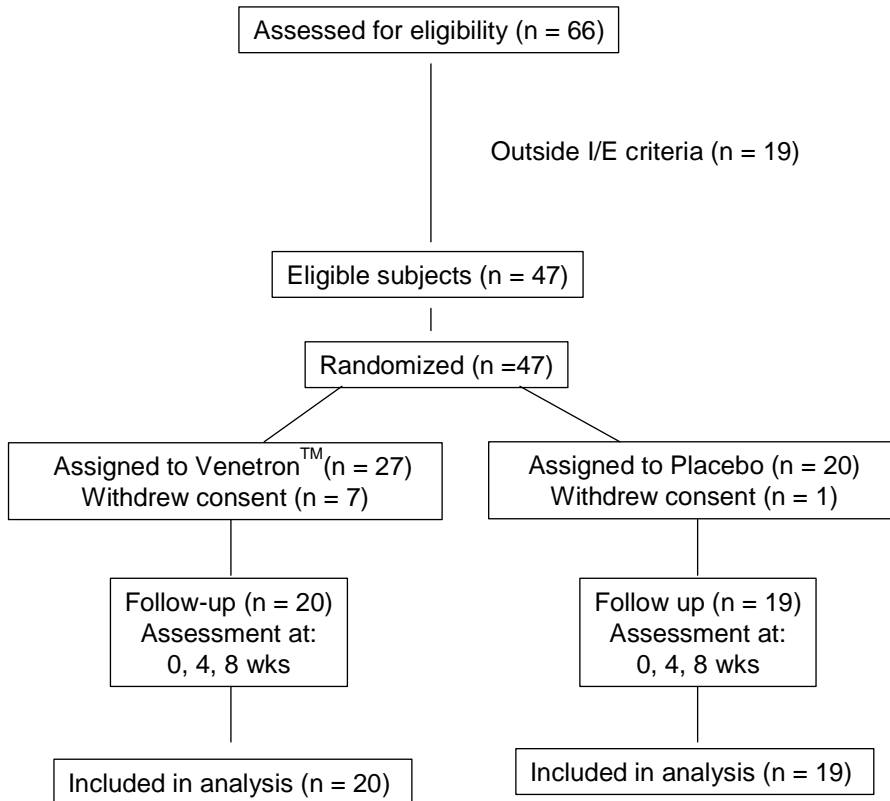 Assessed for eligibility (n = 66)
Outside I/E criteria (n = 19)
Eligible subjects (n = 47)
Randomized (n =47)
Assigned to Venetron™(n = 27)
Withdrew consent (n = 7)
Assigned to Placebo (n = 20)
Withdrew consent (n = 1)
Follow-up (n = 20)
Assessment at:
0, 4, 8 wks
Follow up (n = 19)
Assessment at:
0, 4, 8 wks
Included in analysis (n = 20)
Included in analysis (n = 19)